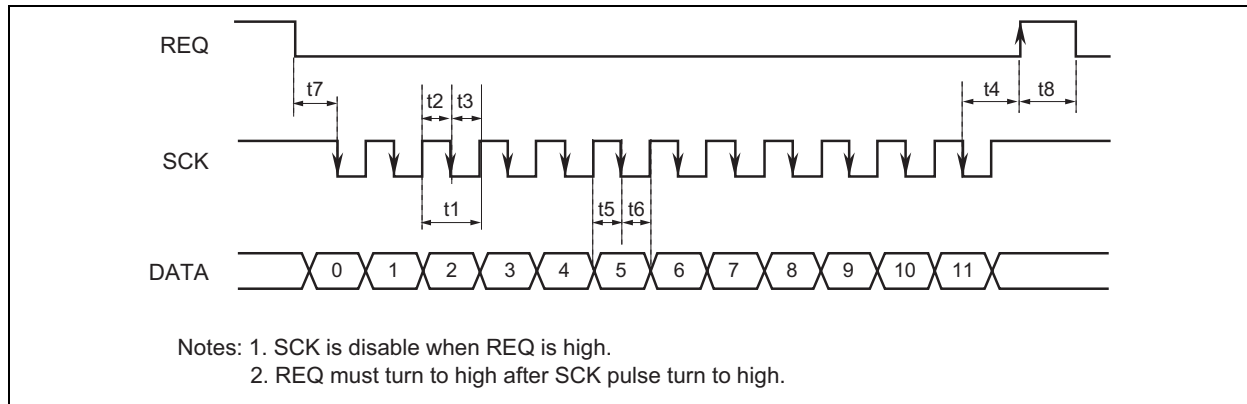 REQ
t7
t2 t3
t4 t8
SCK
t1
t5 t6
DATA
0 1 2 3 4 5 6 7 8 9 10 11
Notes: 1. SCK is disable when REQ is high.
2. REQ must turn to high after SCK pulse turn to high.